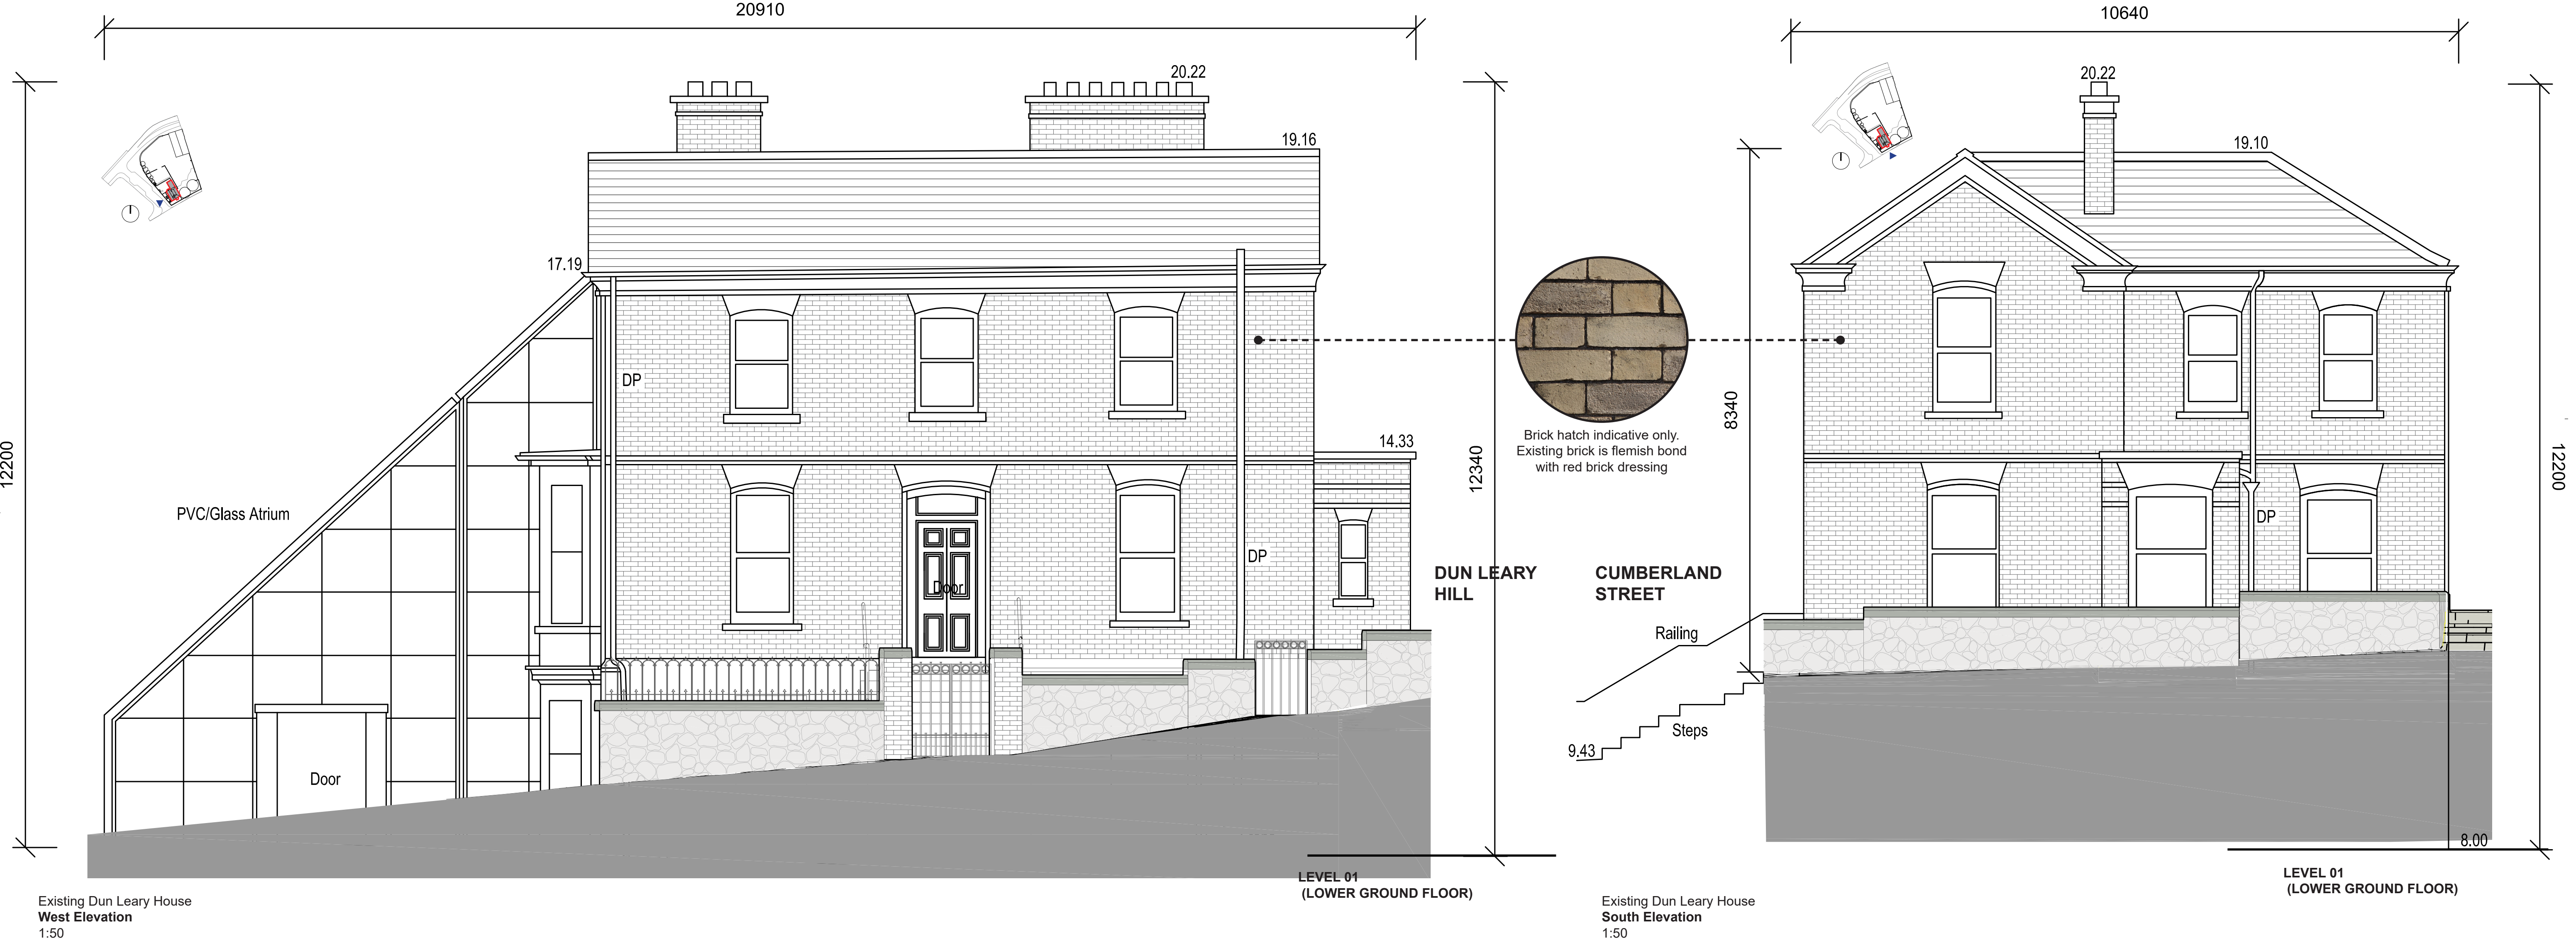 20910
10640
20.22
20.22
19.16
19.10
17.19
DP
12200
8340
12340
12200
14.33
Brick hatch indicative only.
Existing brick is flemish bond
with red brick dressing
PVC/Glass Atrium
DP
DP
Door
DUN LEARY
HILL
CUMBERLAND
STREET
Railing
Steps
9.43
Door
8.00
LEVEL 01
(LOWER GROUND FLOOR)
LEVEL 01
(LOWER GROUND FLOOR)
Existing Dun Leary House
West Elevation
1:50
Existing Dun Leary House
South Elevation
1:50